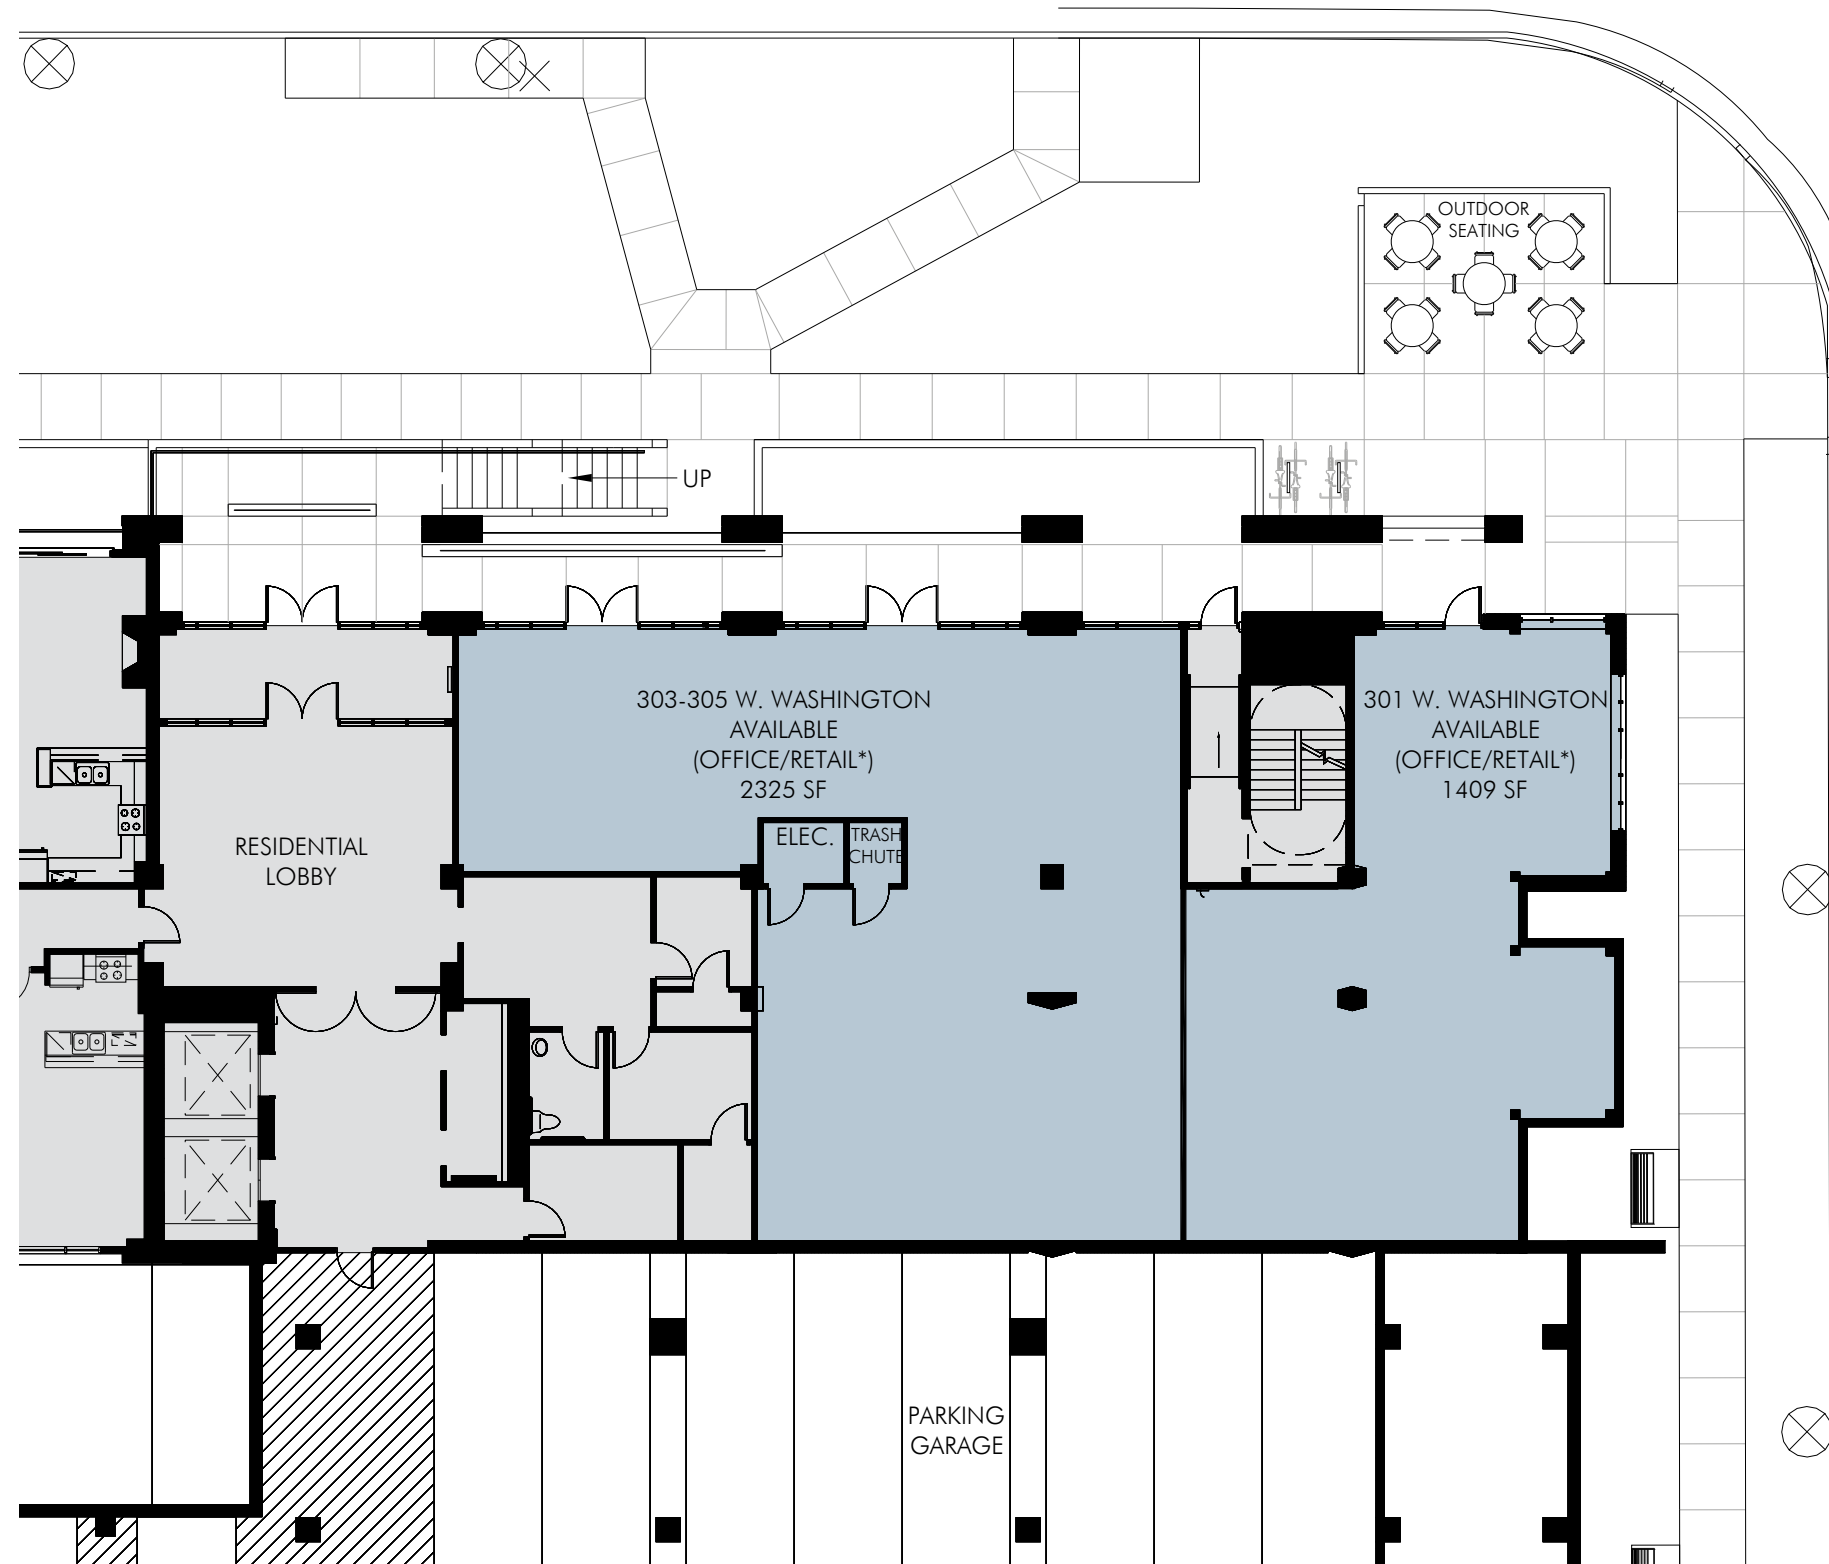 OUTDOOR
SEATING
UP
303-305 W. WASHINGTON
AVAILABLE
(OFFICE/RETAIL*)
2325 SF
301 W. WASHINGTON
AVAILABLE
(OFFICE/RETAIL*)
1409 SF
ELEC.
TRASH
CHUTE
RESIDENTIAL
LOBBY
PARKING
GARAGE